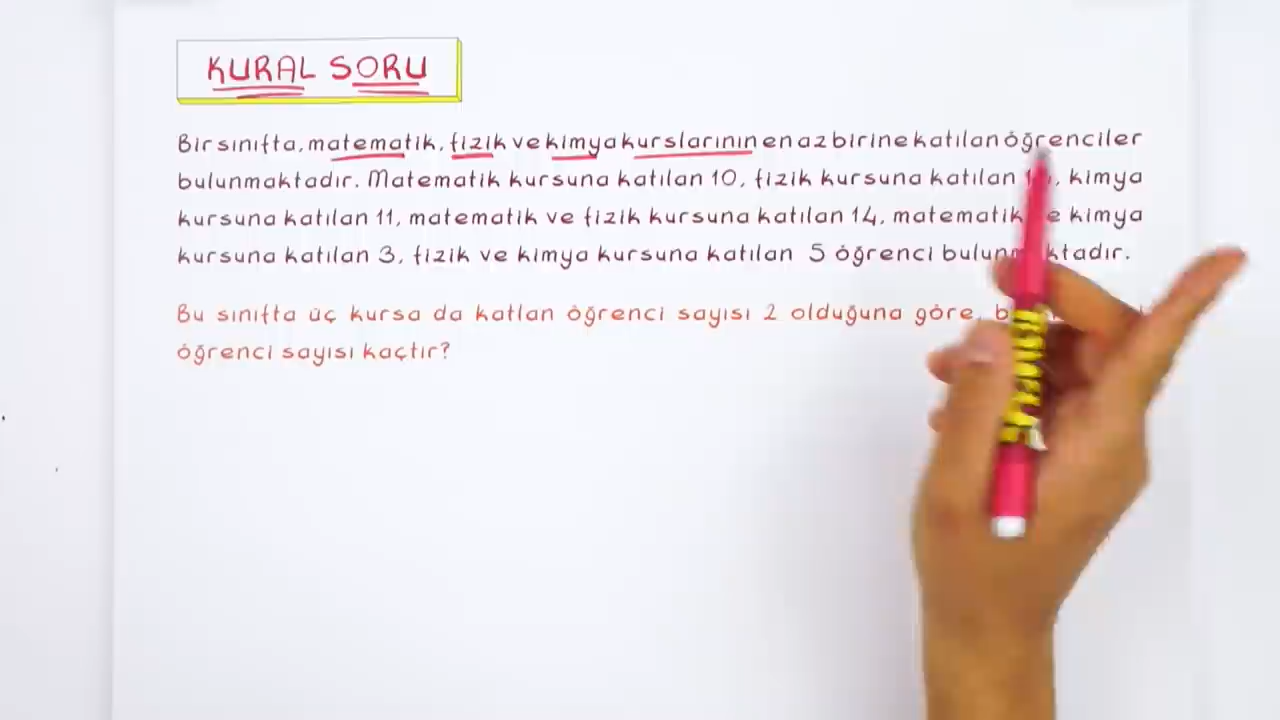 KURAL SORU
Bir sınıfta, matematik, fizik ve kimya kurslarının en az birine katılan öğrenciler
bulunmaktadır. Matematik kursuna katılan 10, fizik kursuna katılan , kimya
kursuna katılan 11, matematik ve fizik kursuna katılan 14, matematik kimya
kursuna katılan 3, fizik ve kimya kursuna katılan 5 öğrenci bulunmaktadır.
Bu sınıfta üç kursa da katlan öğrenci sayısı 2 olduğuna göre,
öğrenci sayısı kaçtır?